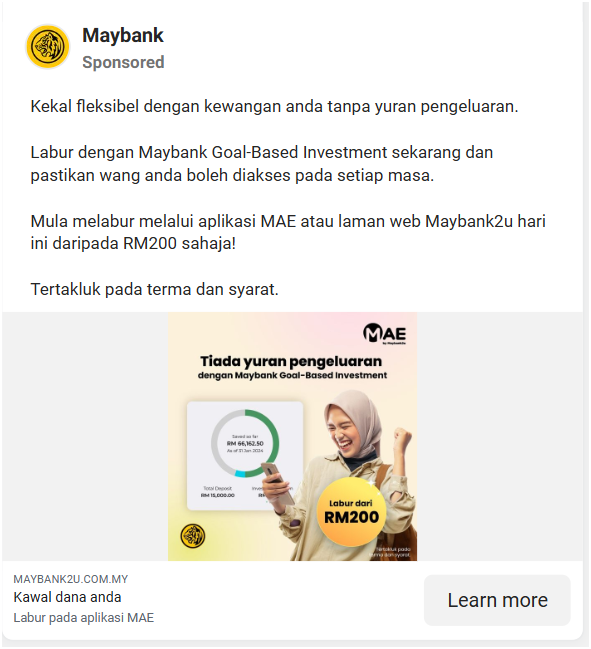 Maybank
Sponsored
Kekal fleksibel dengan kewangan anda tanpa yuran pengeluaran.
Labur dengan Maybank Goal-Based Investment sekarang dan
pastikan wang anda boleh diakses pada setiap masa.
Mula melabur melalui aplikasi MAE atau laman web Maybank2u hari
ini daripada RM200 sahaja!
Tertakluk pada terma dan syarat.
MAE
by Maybank2u
Tiada yuran pengeluaran
dengan Maybank Goal-Based Investment
Saved so far
RM 66,162.50
As of 31 Jan 2024
Total Deposit
RM 15,000.00
Labur dari
RM200
Tertakluk pada
terma dan syarat.
MAYBANK2U.COM.MY
Kawal dana anda
Labur pada aplikasi MAE
Learn more